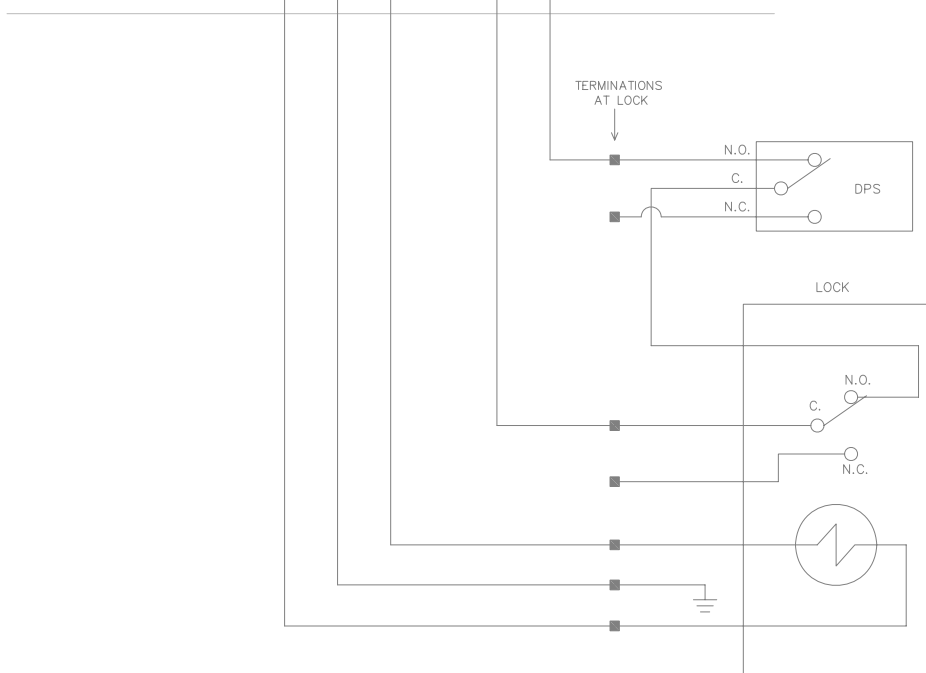 TERMINATIONS
AT LOCK
N.O.
C.
DPS
N.C.
LOCK
N.O.
C.
N.C.